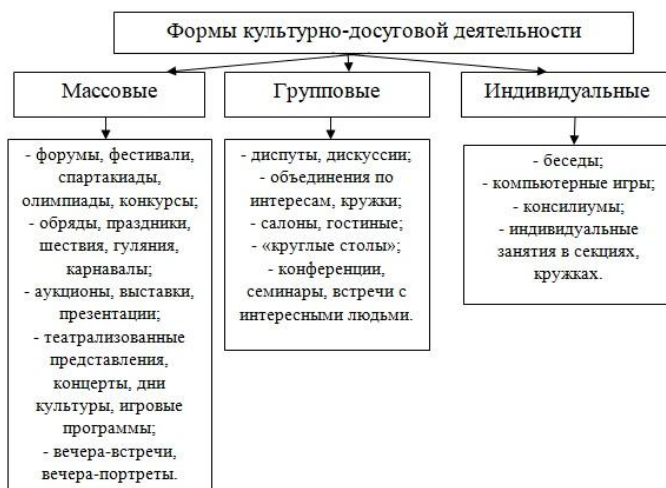 Формы культурно-досуговой деятельности
Массовые
Групповые
Индивидуальные
- форумы, фестивали,
спартакиады,
олимпиады, конкурсы;
- обряды, праздники,
шествия, гуляния,
карнавалы;
- аукционы, выставки,
презентации;
- театрализованные
представления,
концерты, дни
культуры, игровые
программы;
- вечера-встречи,
вечера-портреты.
- диспуты, дискуссии;
- объединения по
интересам, кружки;
- салоны, гостиные;
- «круглые столы»;
- конференции,
семинары, встречи с
интересными людьми.
- беседы;
- компьютерные игры;
- консилиумы;
- индивидуальные
занятия в секциях,
кружках.